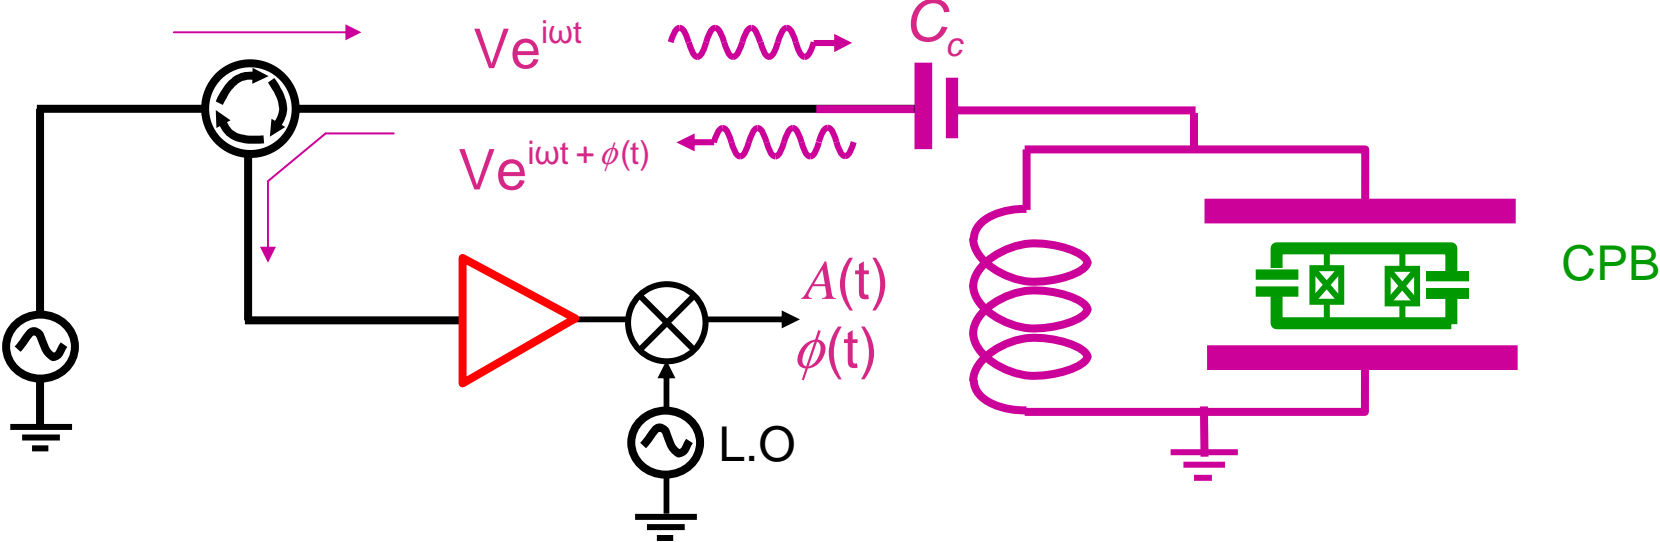 Ve^iωt
C_c
Ve^iωt + ϕ(t)
CPB
A(t)
ϕ(t)
L.O